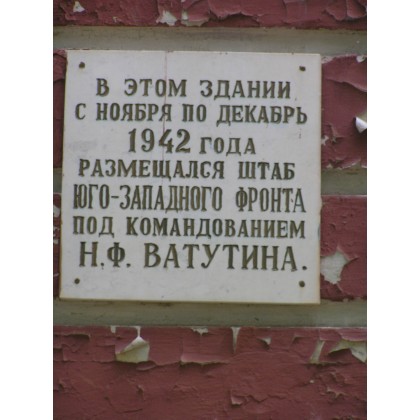 В ЭТОМ ЗДАНИИ
С НОЯБРЯ ПО ДЕКАБРЬ
1942 ГОДА
РАЗМЕЩАЛСЯ ШТАБ
ЮГО-ЗАПАДНОГО ФРОНТА
ПОД КОМАНДОВАНИЕМ
Н.Ф. ВАТУТИНА.